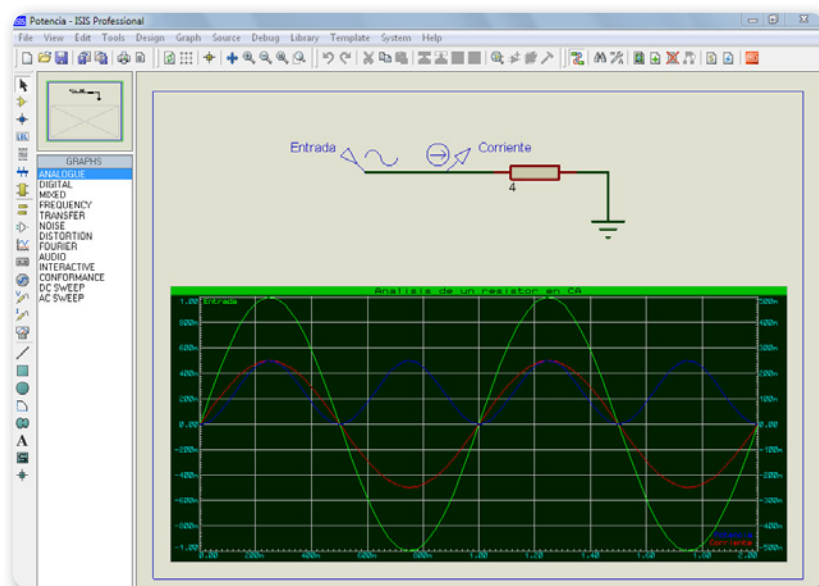 Potencia - ISIS Professional
File View Edit Tools Design Graph Source Debug Library Template System Help
LBL
GRAPHS
ANALOGUE
DIGITAL
MIXED
FREQUENCY
TRANSFER
NOISE
DISTORTION
FOURIER
AUDIO
INTERACTIVE
CONFORMANCE
DC SWEEP
AC SWEEP
A
Entrada
Corriente
4
Analisis de un resistor en CA
Entrada
1.00
800m
600m
400m
200m
0.00
-200m
-400m
-600m
-800m
-1.00
500m
400m
300m
200m
100m
0.00
-100m
-200m
-300m
-400m
-500m
0.00 200m 400m 600m 800m 1.00 1.20 1.40 1.60 1.80 2.00
Corriente